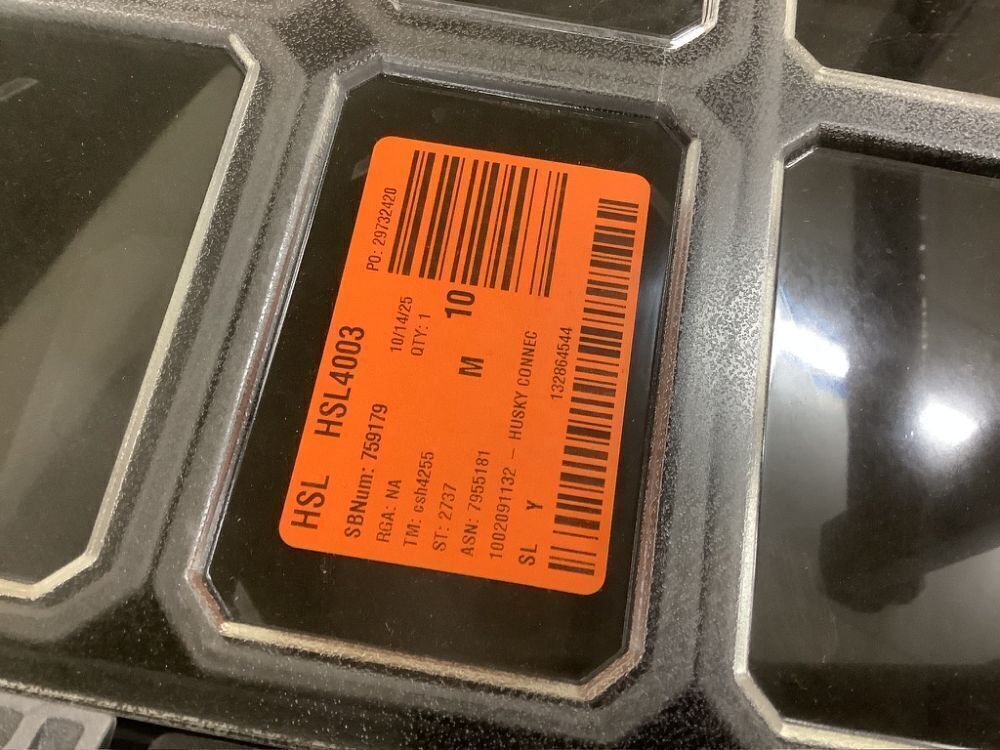 HSL HSL4003
PO: 29732420
SBNum: 759179
10/14/25
RGA: NA
QTY: 1
TM: csh4255
ST: 2737
M 10
ASN: 7955181
1002091132 – HUSKY CONNEC
SL Y
132864544